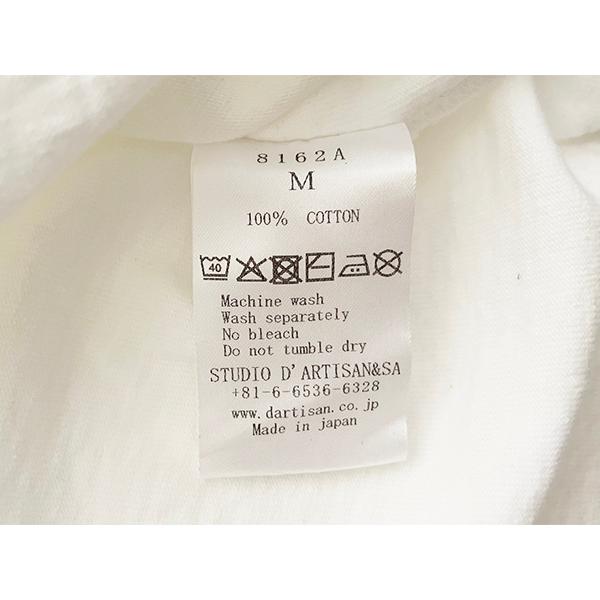 8162A
M
100% COTTON
40
Machine wash
Wash separately
No bleach
Do not tumble dry
STUDIO D'ARTISAN&SA
+81-6-6536-6328
www.dartisan.co.jp
Made in japan